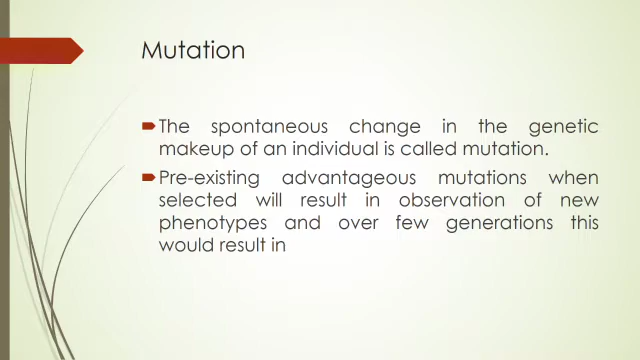 Mutation
The spontaneous change in the genetic
makeup of an individual is called mutation.
Pre-existing advantageous mutations when
selected will result in observation of new
phenotypes and over few generations this
would result in